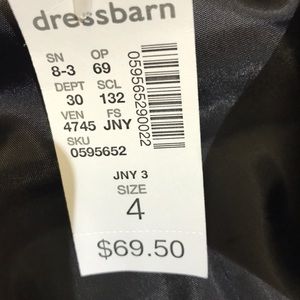 dressbarn
SN OP
8-3 69
DEPT SCL
30 132
VEN FS
4745 JNY
SKU
0595652
059565290022
JNY 3
SIZE
4
$69.50